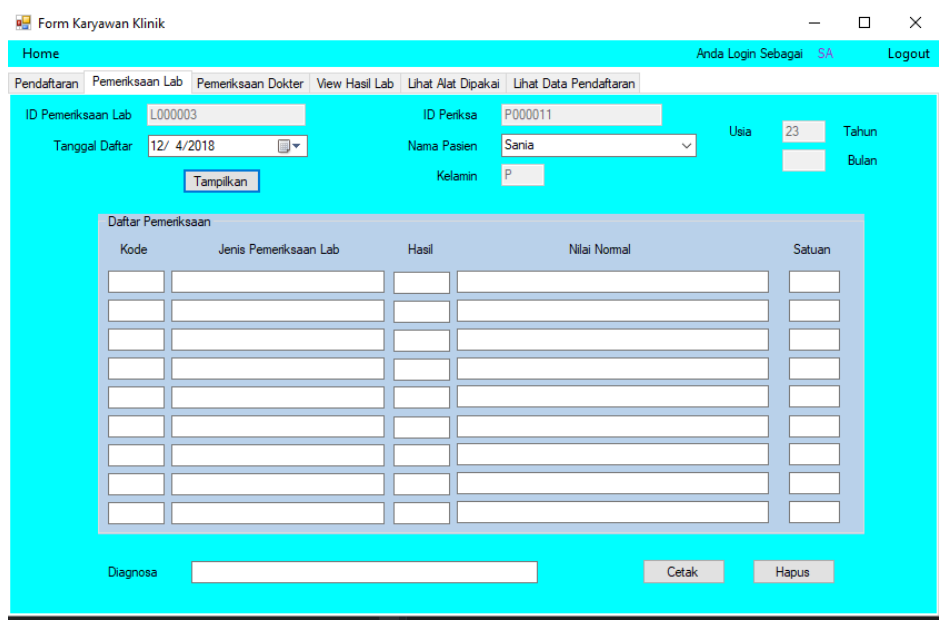 Form Karyawan Klinik
Home Anda Login Sebagai SA Logout
Pendaftaran Pemeriksaan Lab Pemeriksaan Dokter View Hasil Lab Lihat Alat Dipakai Lihat Data Pendaftaran
ID Pemeriksaan Lab L000003 ID Periksa P000011
Usia 23 Tahun
Tanggal Daftar 12/ 4/2018 Nama Pasien Sania
Bulan
Tampilkan Kelamin P
Daftar Pemeriksaan
Kode Jenis Pemeriksaan Lab Hasil Nilai Normal Satuan
Diagnosa Cetak Hapus